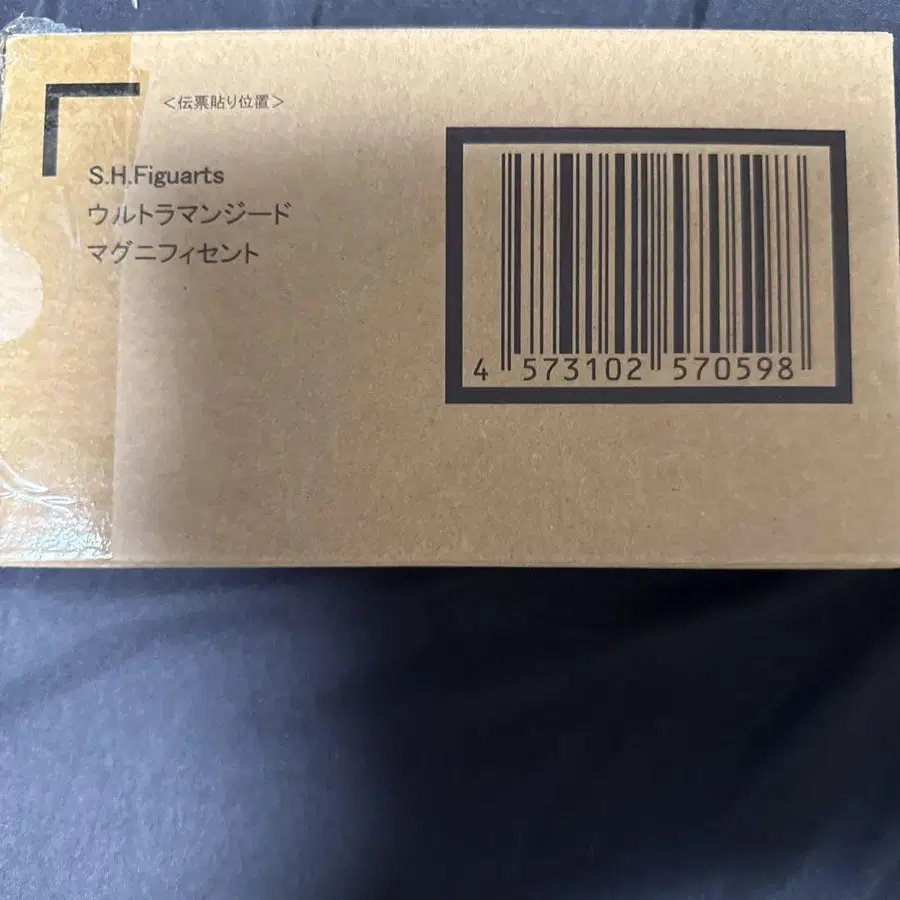 <伝票貼り位置>
S.H.Figuarts
ウルトラマンジード
マグニフィセント
4 573102 570598